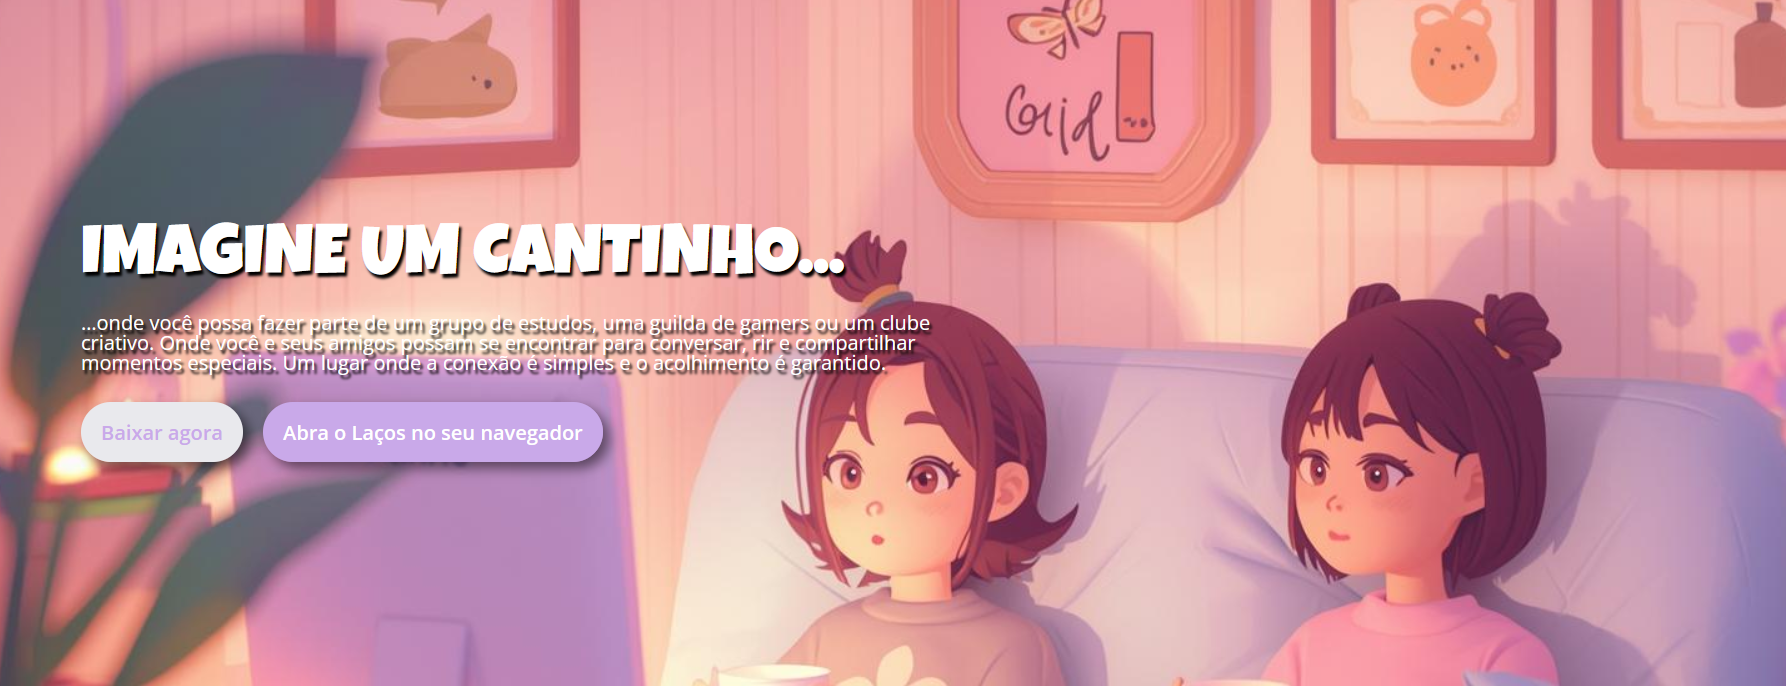 IMAGINE UM CANTINHO...
...onde você possa fazer parte de um grupo de estudos, uma guilda de gamers ou um clube
criativo. Onde você e seus amigos possam se encontrar para conversar, rir e compartilhar
momentos especiais. Um lugar onde a conexão é simples e o acolhimento é garantido.
Baixar agora
Abra o Laços no seu navegador